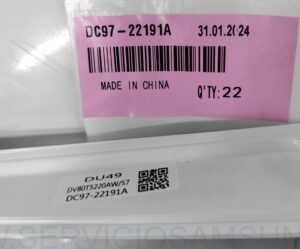 DC97-22191A 31.01.2024
MADE IN CHINA
Q'TY:22
DU49
DV80T5220AW/S7
DC97-22191A